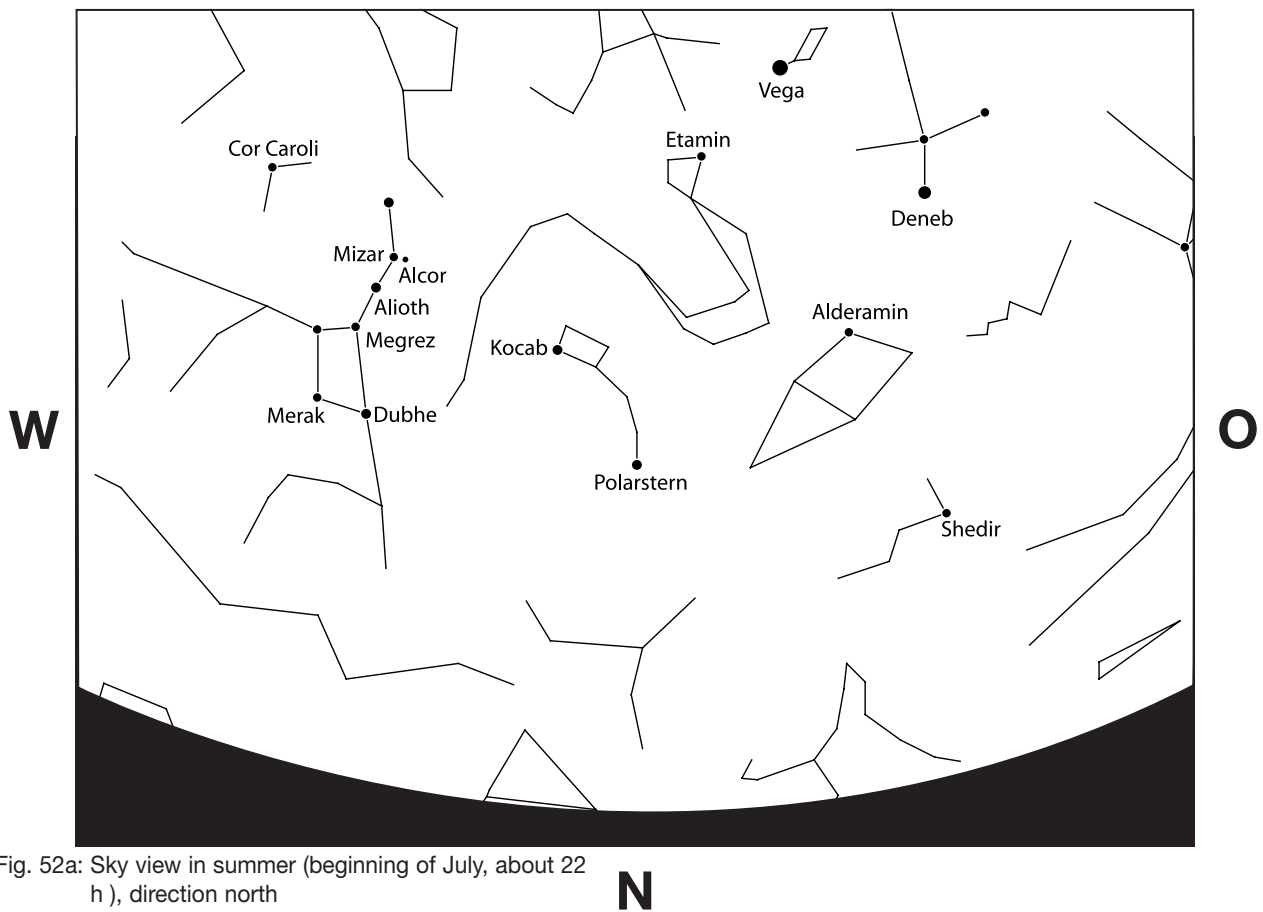 Vega
Etamin
Cor Caroli
Deneb
Mizar
Alcor
Alioth
Alderamin
Megrez
Kocab
Merak
Dubhe
W
O
Polarstern
Shedir
Fig. 52a: Sky view in summer (beginning of July, about 22
h ), direction north
N